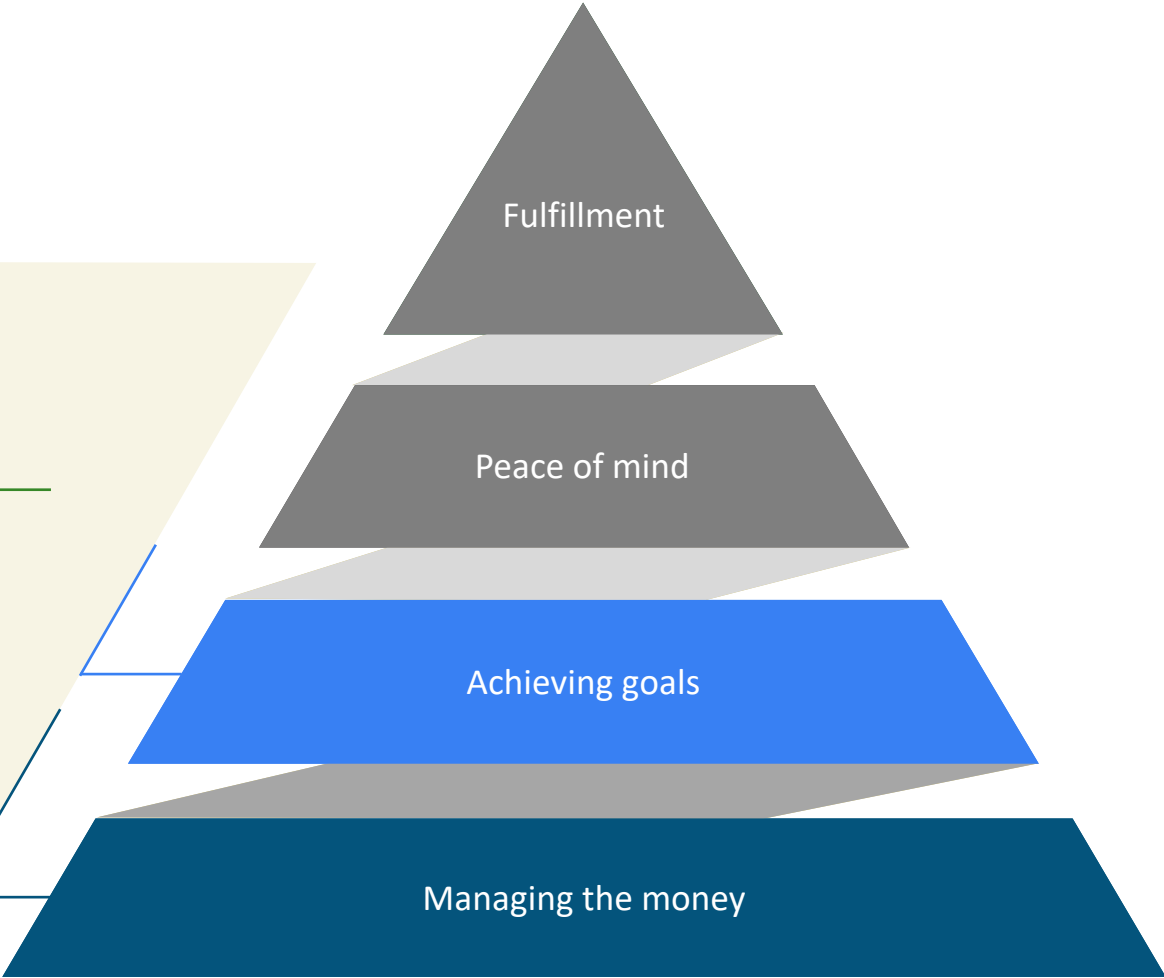 Fulfillment
Peace of mind
Achieving goals
Managing the money